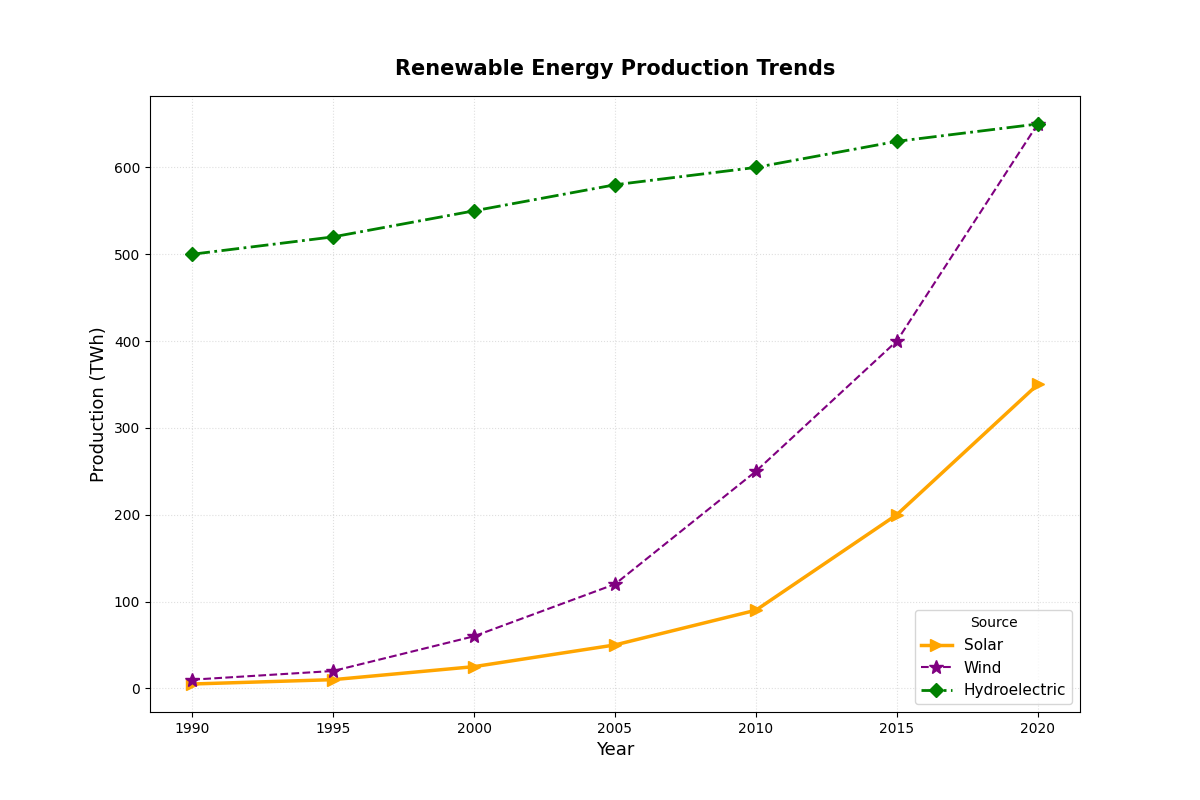 Renewable Energy Production Trends
Production (TWh)
600
500
400
300
200
100
0
1990 1995 2000 2005 2010 2015 2020
Year
Source
Solar
Wind
Hydroelectric